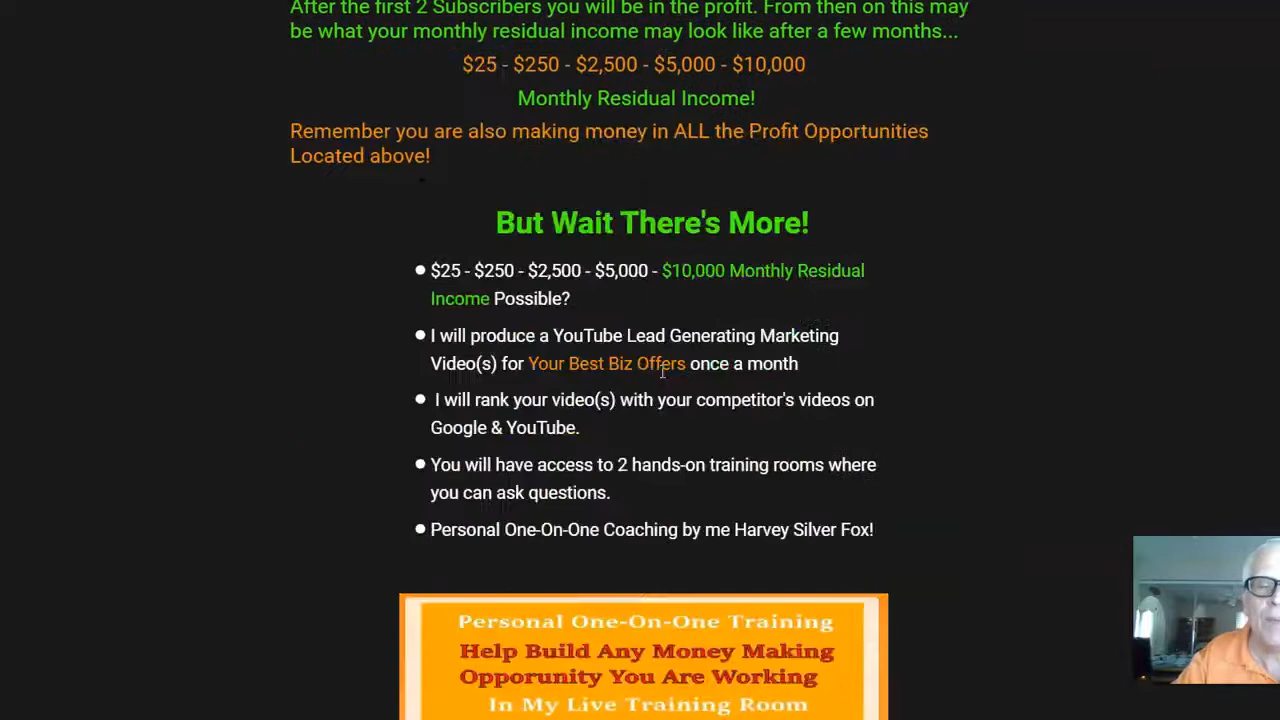 After the first 2 Subscribers you will be in the profit. From then on this may
be what your monthly residual income may look like after a few months...
$25 - $250 - $2,500 - $5,000 - $10,000
Monthly Residual Income!
Remember you are also making money in ALL the Profit Opportunities
Located above!
But Wait There's More!
$25 - $250 - $2,500 - $5,000 - $10,000 Monthly Residual
Income Possible?
I will produce a YouTube Lead Generating Marketing
Video(s) for Your Best Biz Offers once a month
I will rank your video(s) with your competitor's videos on
Google & YouTube.
You will have access to 2 hands-on training rooms where
you can ask questions.
Personal One-On-One Coaching by me Harvey Silver Fox!
Personal One-On-One Training
Help Build Any Money Making
Opporunity You Are Working
In My Live Training Room